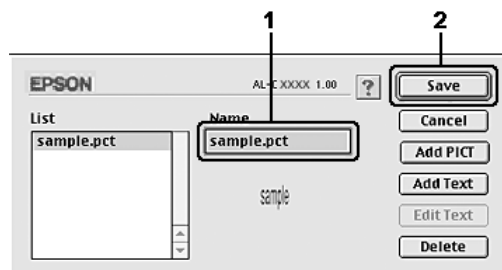 1 2
EPSON AL-CXXXX 1.00 ? Save
List Name Cancel
sample.pct sample.pct Add PICT
sample Add Text
Edit Text
Delete